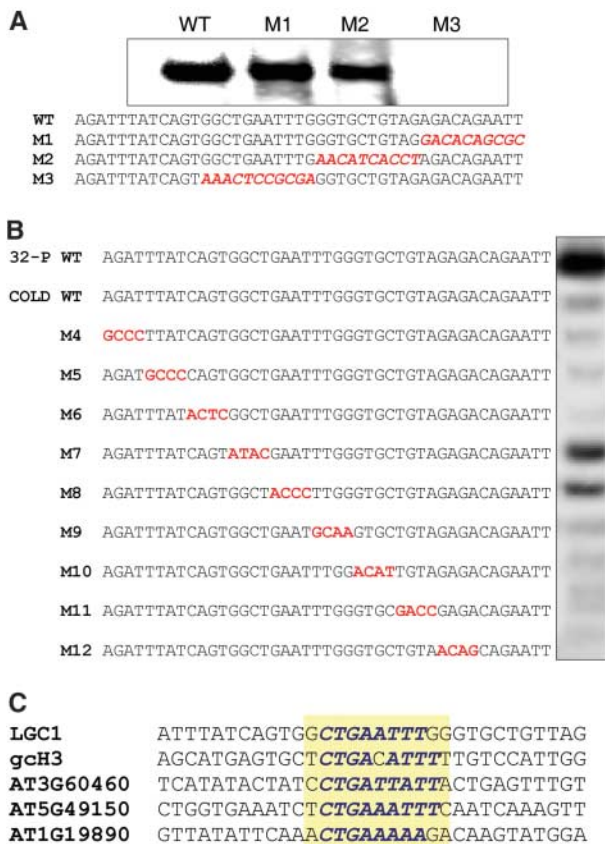 A
WT M1 M2 M3
WT AGATTTATCAGTGGCTGAATTTGGGTGCTGTAGAGACAGAATT
M1 AGATTTATCAGTGGCTGAATTTGGGTGCTGTAGGACACAGCGC
M2 AGATTTATCAGTGGCTGAATTTGAACATCACCTAGACAGAATT
M3 AGATTTATCAGTAAACTCCGCGAGGTGCTGTAGAGACAGAATT
B
32-P WT AGATTTATCAGTGGCTGAATTTGGGTGCTGTAGAGACAGAATT
COLD WT AGATTTATCAGTGGCTGAATTTGGGTGCTGTAGAGACAGAATT
M4 GCCCTTATCAGTGGCTGAATTTGGGTGCTGTAGAGACAGAATT
M5 AGATGCCCCAGTGGCTGAATTTGGGTGCTGTAGAGACAGAATT
M6 AGATTTATACTCGGCTGAATTTGGGTGCTGTAGAGACAGAATT
M7 AGATTTATCAGTATACGAATTTGGGTGCTGTAGAGACAGAATT
M8 AGATTTATCAGTGGCTACCCTTGGGTGCTGTAGAGACAGAATT
M9 AGATTTATCAGTGGCTGAATGCAAGTGCTGTAGAGACAGAATT
M10 AGATTTATCAGTGGCTGAATTTGGACATTGTAGAGACAGAATT
M11 AGATTTATCAGTGGCTGAATTTGGGTGCGACCGAGACAGAATT
M12 AGATTTATCAGTGGCTGAATTTGGGTGCTGTAACAGCAGAATT
C
LGC1 ATTTATCAGTGGCTGAATTTGGGTGCTGTTAG
gcH3 AGCATGAGTGCTCTGACATTTTTGTCCATTGG
AT3G60460 TCATATACTATCCTGATTATTACTGAGTTTGT
AT5G49150 CTGGTGAAATCTCTGAAATTTCAATCAAAGTT
AT1G19890 GTTATATTCAAACTGAAAAAGACAAGTATGGA